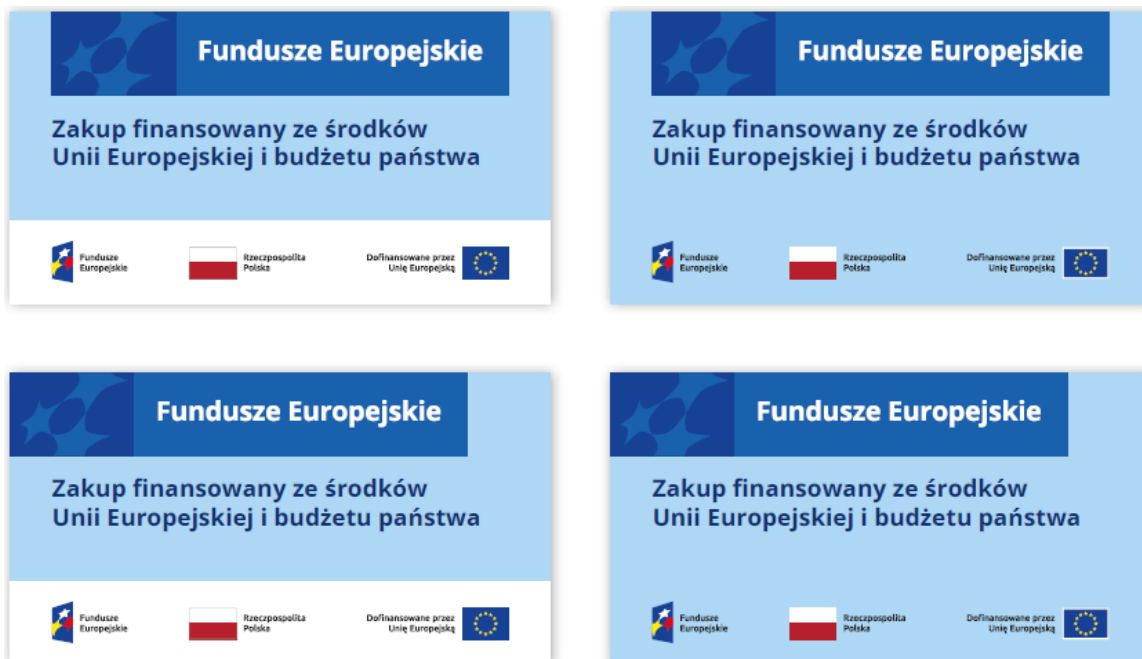 Fundusze Europejskie
Zakup finansowany ze środków
Unii Europejskiej i budżetu państwa
Fundusze
Europejskie
Rzeczpospolita
Polska
Dofinansowane przez
Unię Europejską
Fundusze Europejskie
Zakup finansowany ze środków
Unii Europejskiej i budżetu państwa
Fundusze
Europejskie
Rzeczpospolita
Polska
Dofinansowane przez
Unię Europejską
Fundusze Europejskie
Zakup finansowany ze środków
Unii Europejskiej i budżetu państwa
Fundusze
Europejskie
Rzeczpospolita
Polska
Dofinansowane przez
Unię Europejską
Fundusze Europejskie
Zakup finansowany ze środków
Unii Europejskiej i budżetu państwa
Fundusze
Europejskie
Rzeczpospolita
Polska
Dofinansowane przez
Unię Europejską